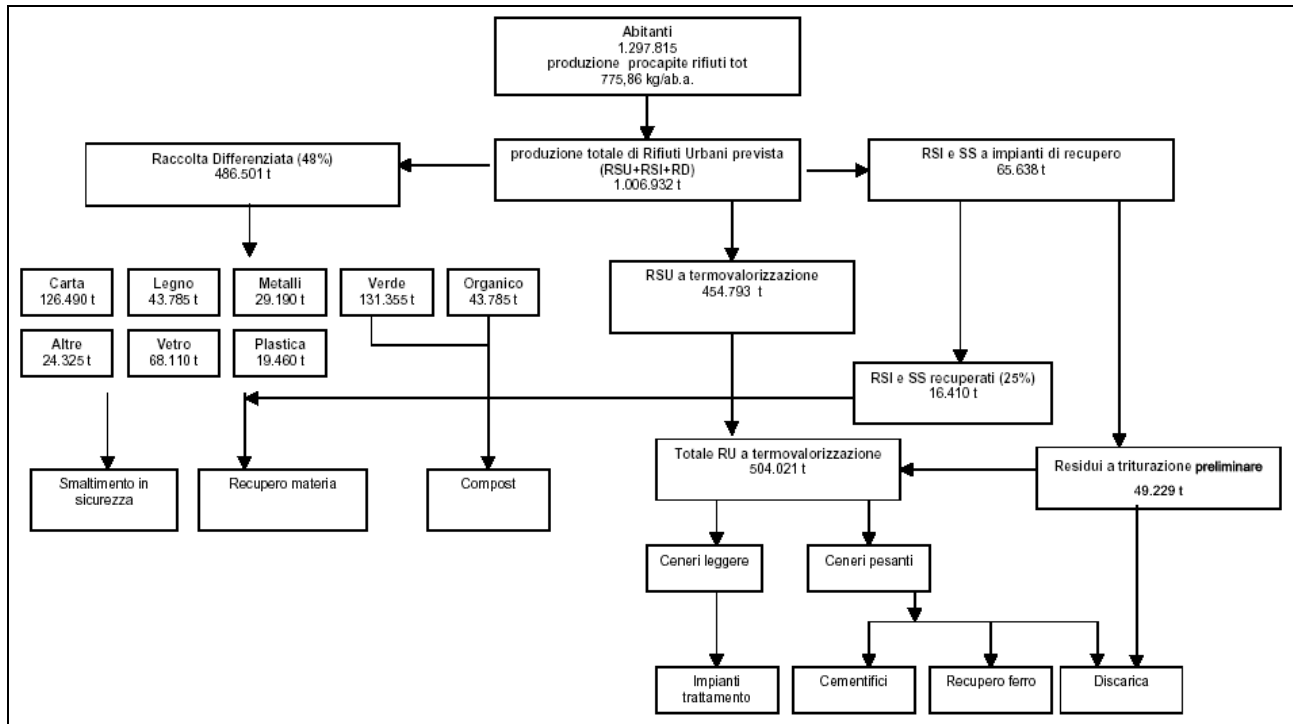 Abitanti
1.297.815
produzione procapite rifiuti tot
775,86 kg/ab.a.
Raccolta Differenziata (48%)
486.501 t
produzione totale di Rifiuti Urbani prevista
(RSU+RSI+RD)
1.006.932 t
RSI e SS a impianti di recupero
65.638 t
Carta
126.490 t
Legno
43.785 t
Metalli
29.190 t
Verde
131.355 t
Organico
43.785 t
RSU a termovalorizzazione
454.793 t
Altre
24.325 t
Vetro
68.110 t
Plastica
19.460 t
RSI e SS recuperati (25%)
16.410 t
Smaltimento in
sicurezza
Recupero materia
Compost
Totale RU a termovalorizzazione
504.021 t
Residui a triturazione preliminare
49.229 t
Ceneri leggere
Ceneri pesanti
Impianti
trattamento
Cementifici
Recupero ferro
Discarica